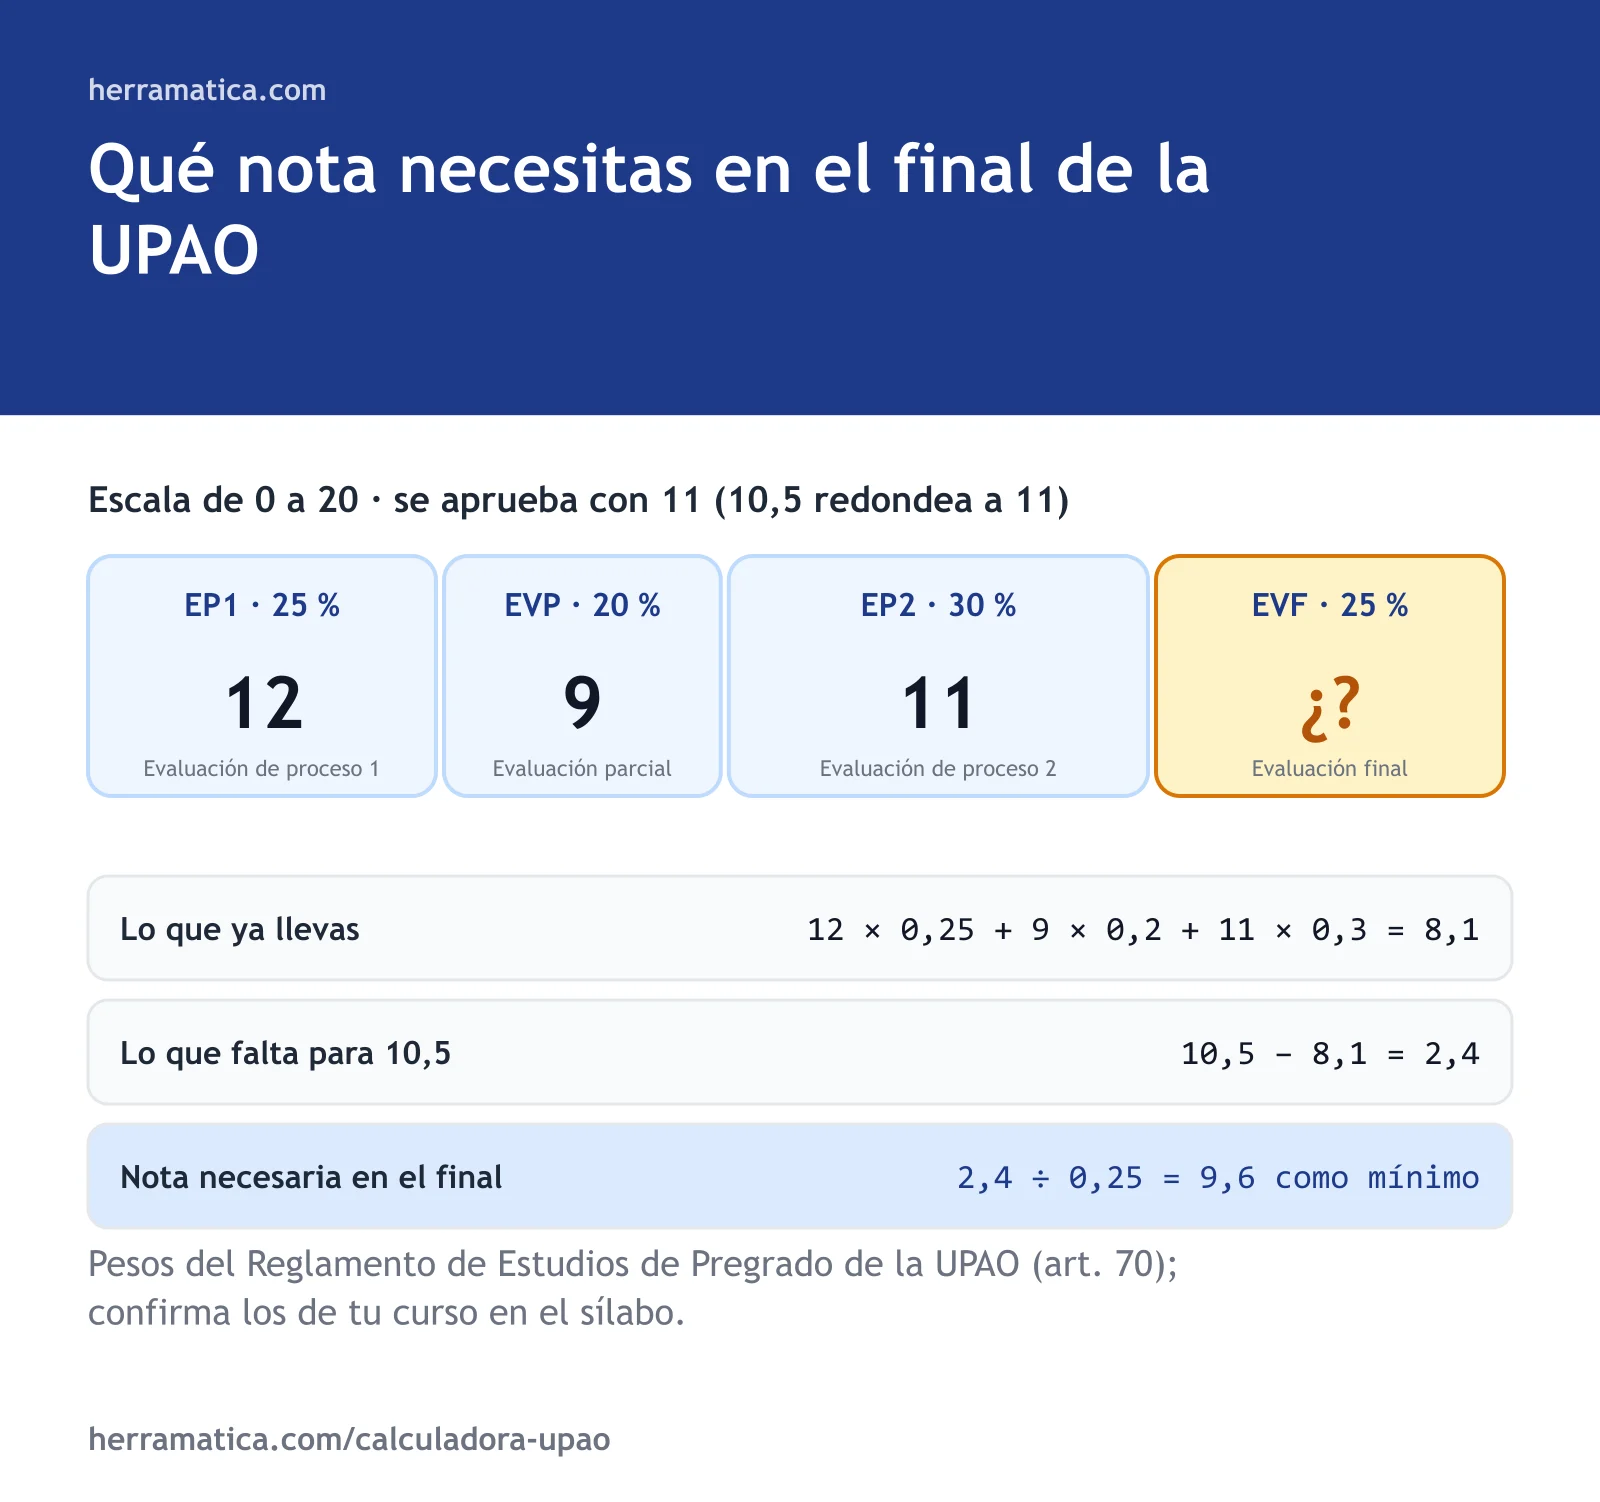 herramatica.com
Qué nota necesitas en el final de la
UPAO
Escala de 0 a 20 · se aprueba con 11 (10,5 redondea a 11)
EP1 · 25 %
12
Evaluación de proceso 1
EVP · 20 %
9
Evaluación parcial
EP2 · 30 %
11
Evaluación de proceso 2
EVF · 25 %
¿?
Evaluación final
Lo que ya llevas 12 × 0,25 + 9 × 0,2 + 11 × 0,3 = 8,1
Lo que falta para 10,5 10,5 − 8,1 = 2,4
Nota necesaria en el final 2,4 ÷ 0,25 = 9,6 como mínimo
Pesos del Reglamento de Estudios de Pregrado de la UPAO (art. 70);
confirma los de tu curso en el sílabo.
herramatica.com/calculadora-upao